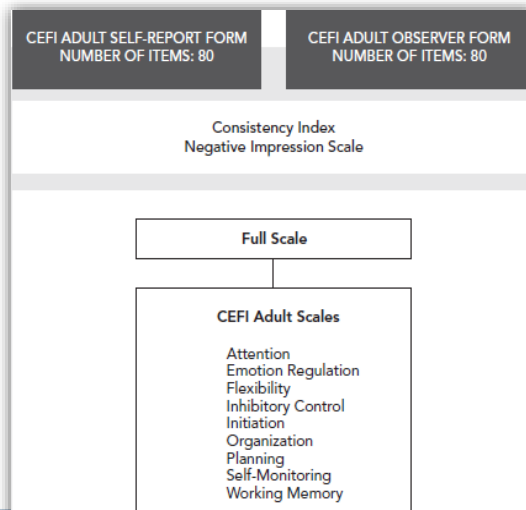 CEFI ADULT SELF-REPORT FORM
NUMBER OF ITEMS: 80
CEFI ADULT OBSERVER FORM
NUMBER OF ITEMS: 80
Consistency Index
Negative Impression Scale
Full Scale
CEFI Adult Scales
Attention
Emotion Regulation
Flexibility
Inhibitory Control
Initiation
Organization
Planning
Self-Monitoring
Working Memory